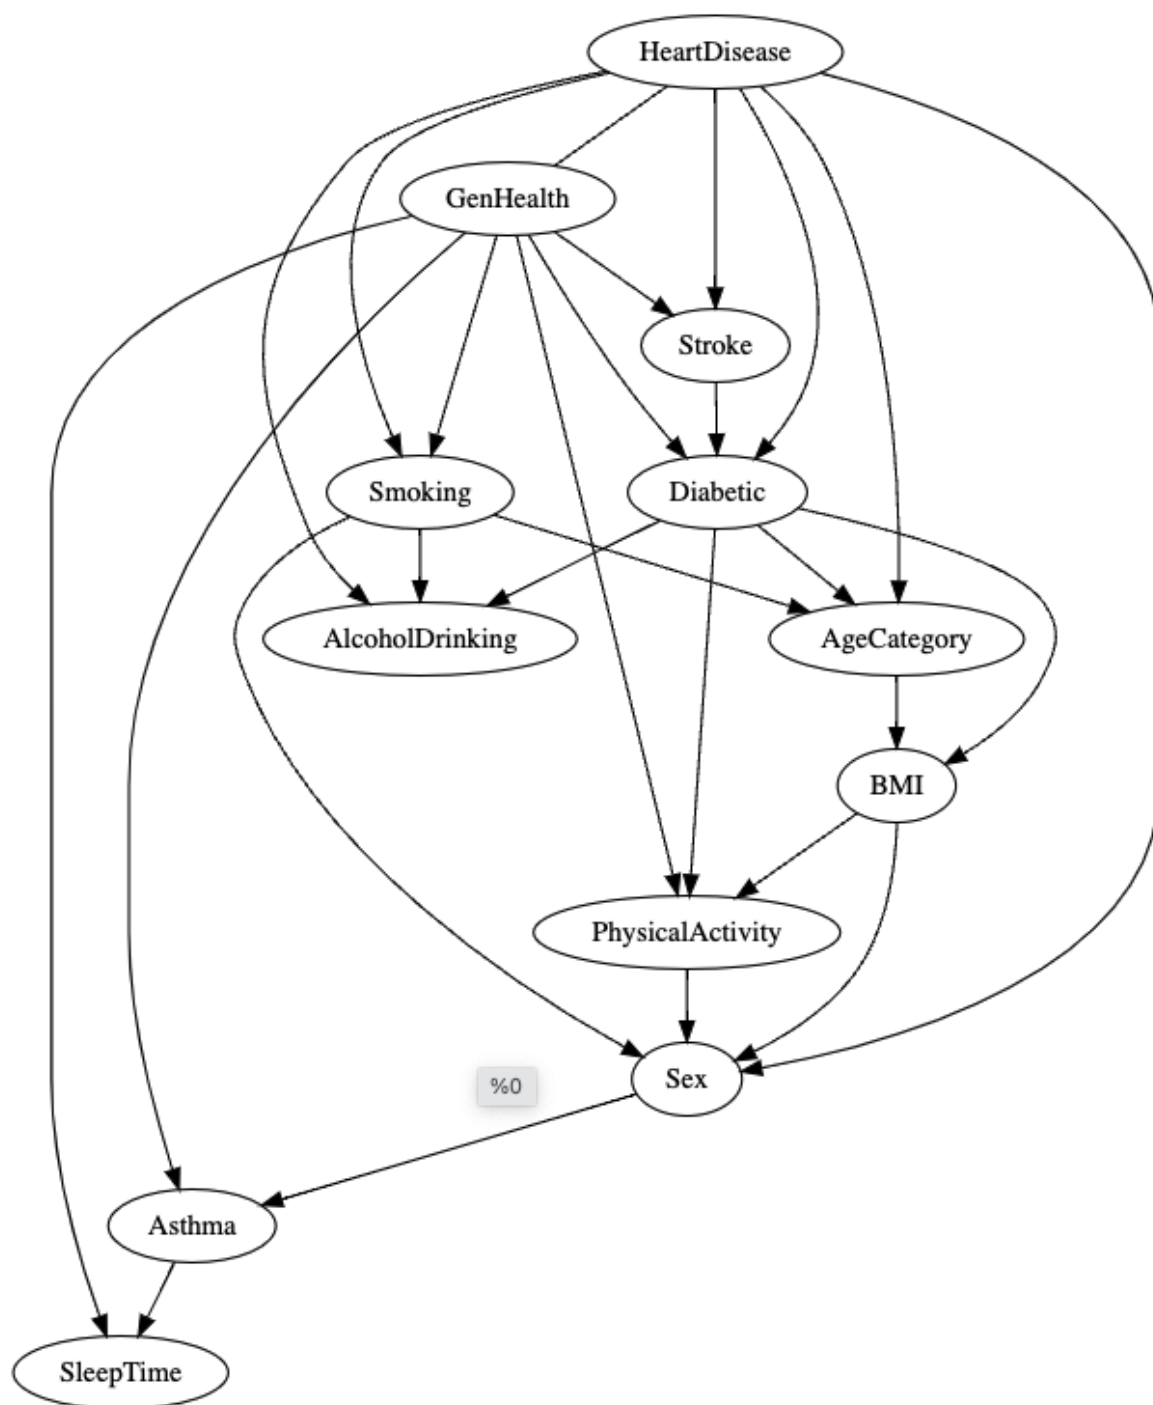 HeartDisease
GenHealth
Stroke
Smoking
Diabetic
AlcoholDrinking
AgeCategory
BMI
PhysicalActivity
Sex
%0
Asthma
SleepTime